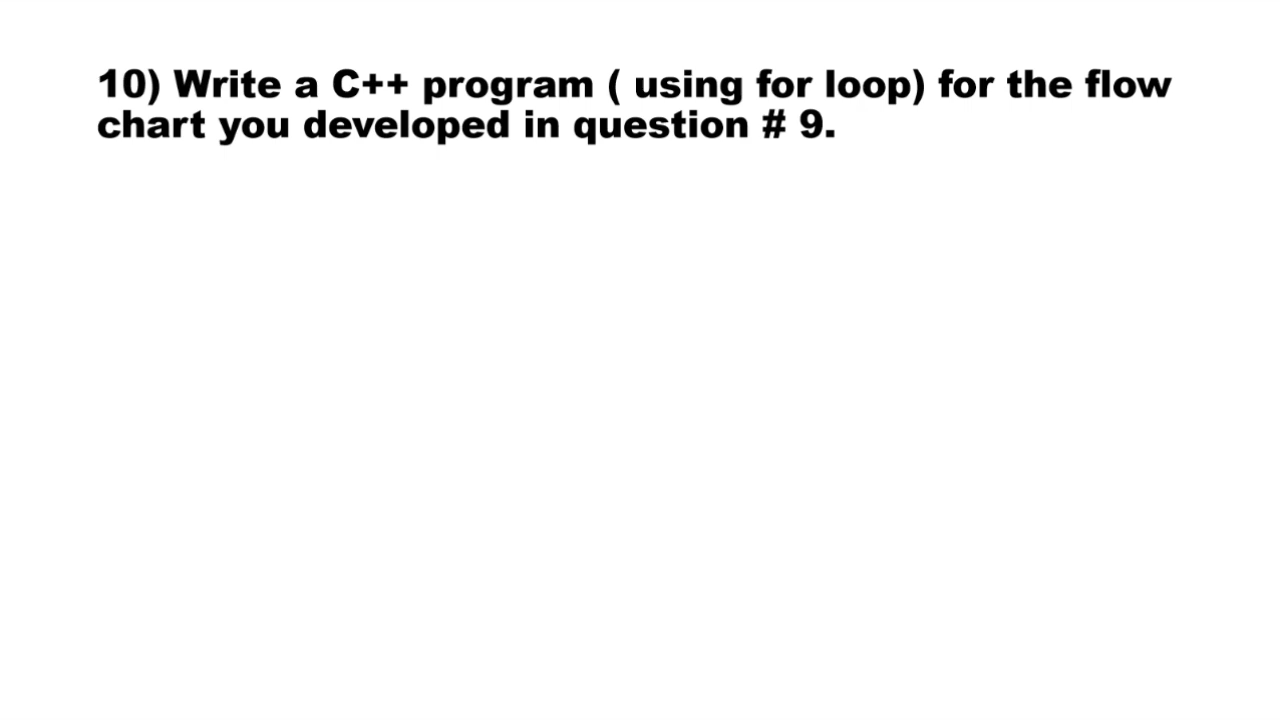 10) Write a C++ program ( using for loop) for the flow
chart you developed in question # 9.